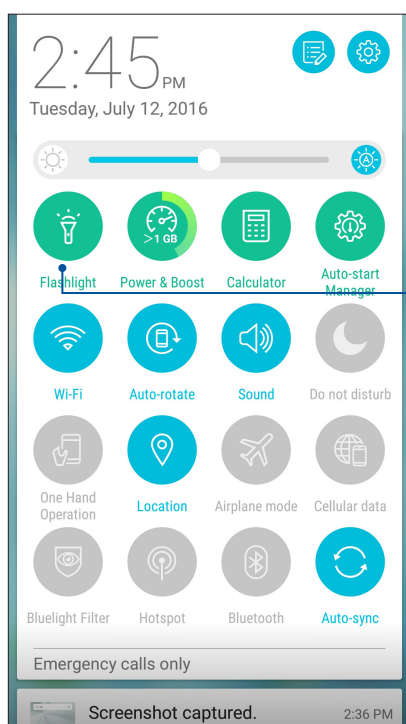 2:45 PM
Tuesday, July 12, 2016
A
>1 GB
Flashlight Power & Boost Calculator Auto-start Manager
Wi-Fi Auto-rotate Sound Do not disturb
One Hand Operation Location Airplane mode Cellular data
Bluelight Filter Hotspot Bluetooth Auto-sync
Emergency calls only
Screenshot captured. 2:36 PM